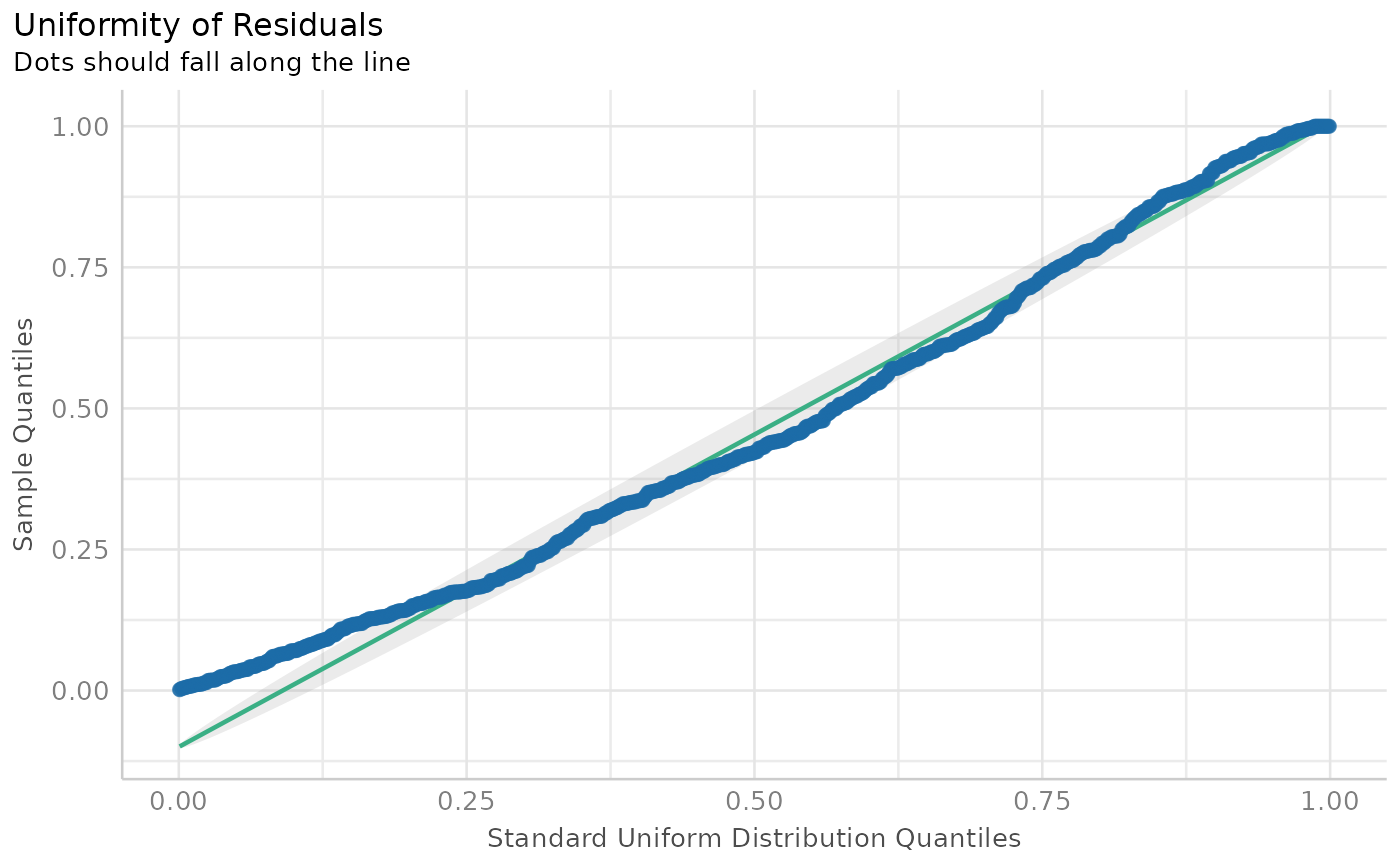 Uniformity of Residuals
Dots should fall along the line
1.00
0.75
0.50
0.25
0.00
Sample Quantiles
0.00 0.25 0.50 0.75 1.00
Standard Uniform Distribution Quantiles